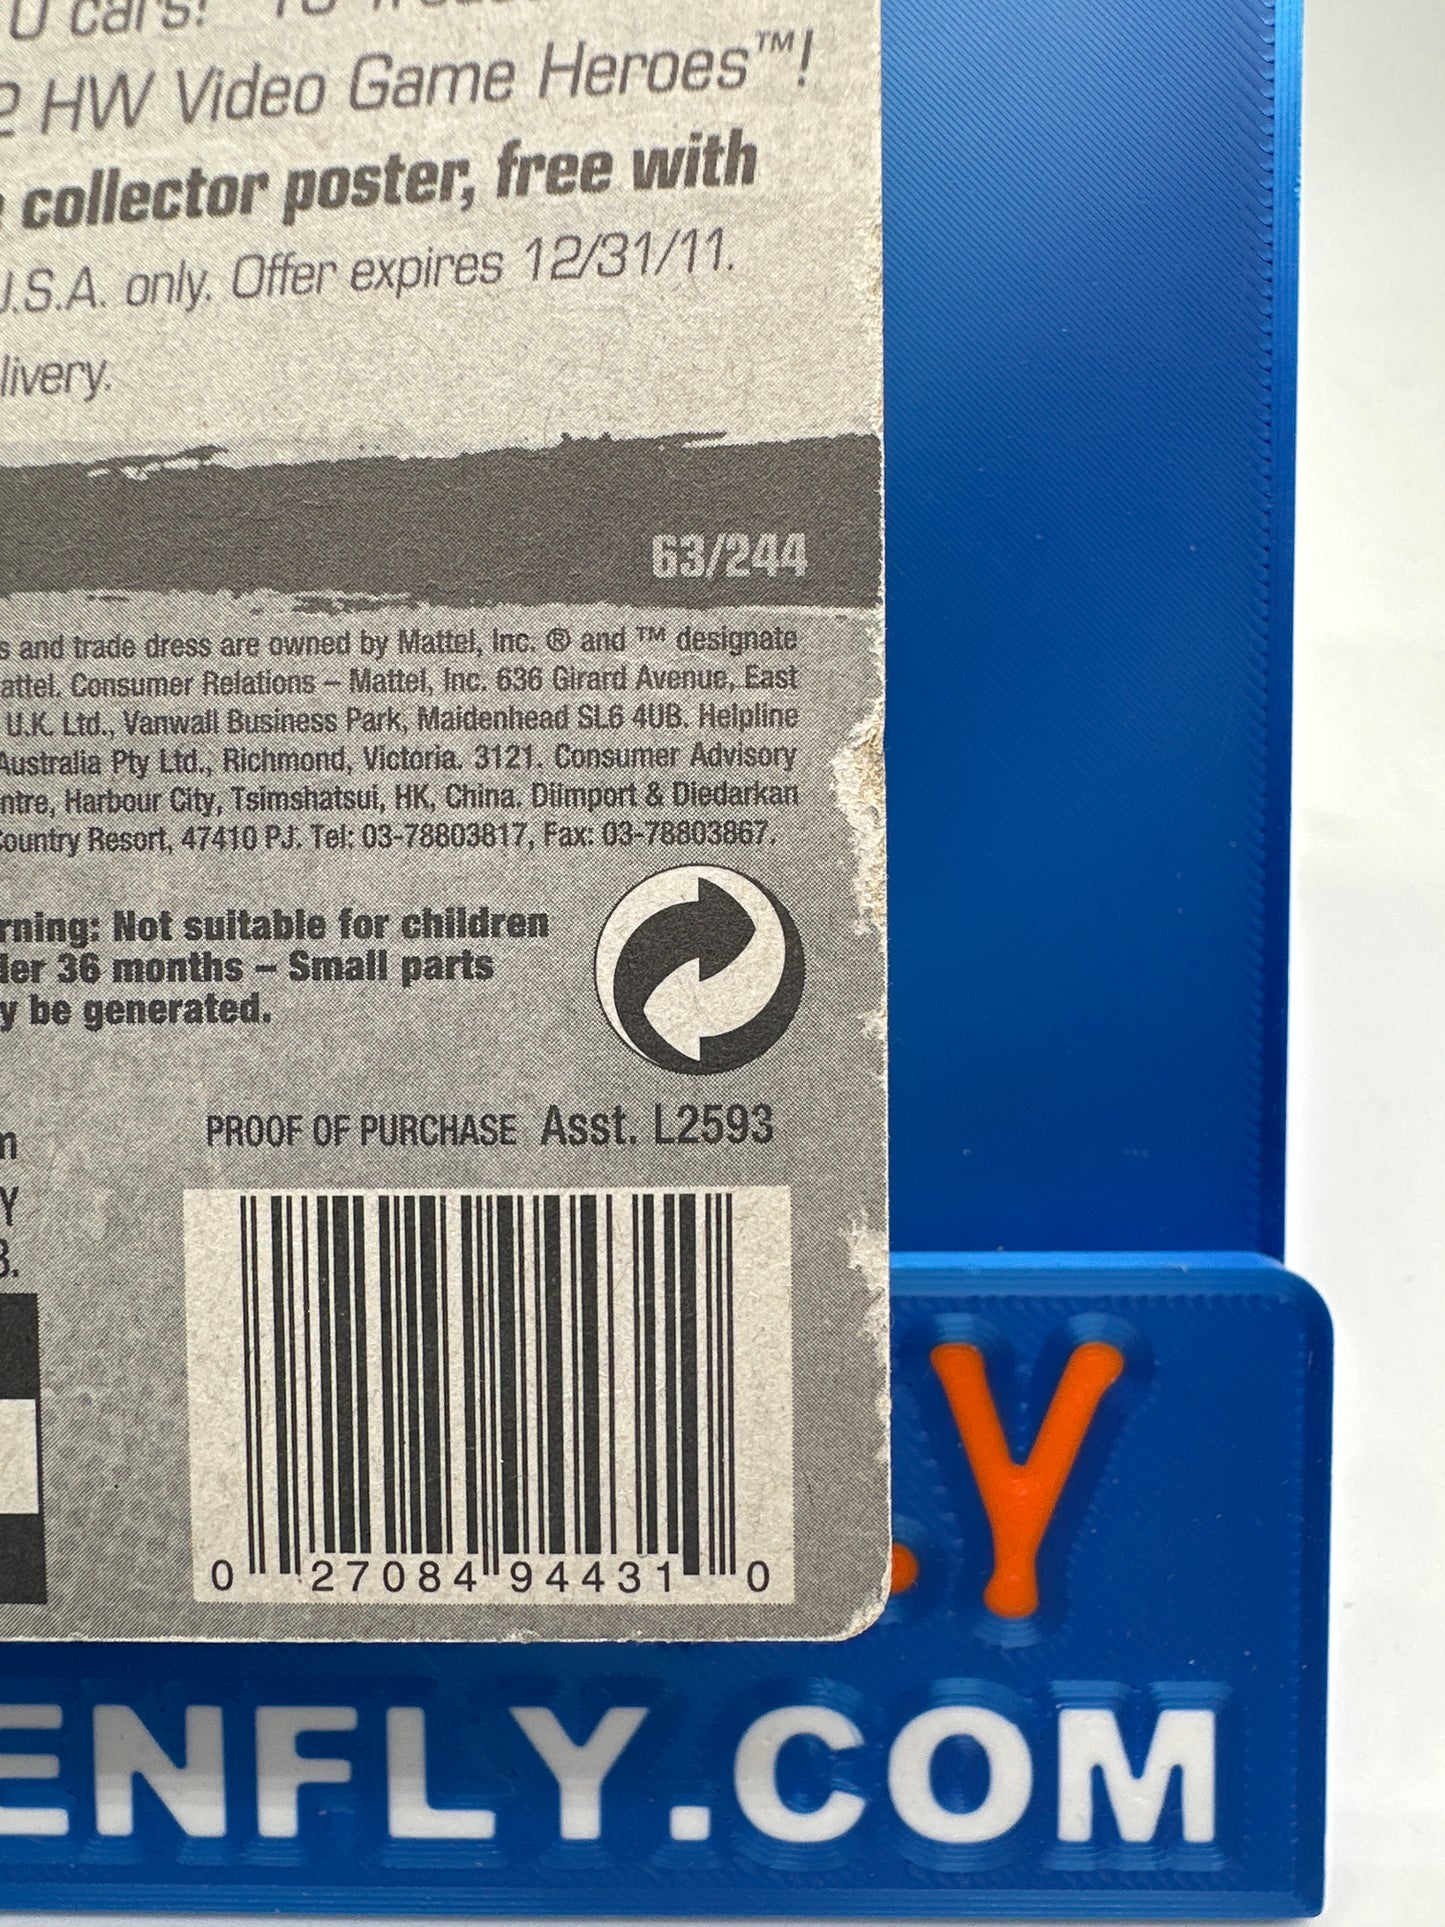 0 cars!
2 HW Video Game Heroes™!
collector poster, free with
U.S.A. only. Offer expires 12/31/11.
livery.
63/244
s and trade dress are owned by Mattel, Inc. ® and ™ designate
attel. Consumer Relations – Mattel, Inc. 636 Girard Avenue, East
U.K. Ltd., Vanwall Business Park, Maidenhead SL6 4UB. Helpline
Australia Pty Ltd., Richmond, Victoria. 3121. Consumer Advisory
ntre, Harbour City, Tsimshatsui, HK, China. Diimport & Diedarkan
Country Resort, 47410 PJ. Tel: 03-78803817, Fax: 03-78803867.
rning: Not suitable for children
der 36 months – Small parts
y be generated.
m
Y
3.
PROOF OF PURCHASE Asst. L2593
0 27084 94431 0
Y
ENFLY.COM